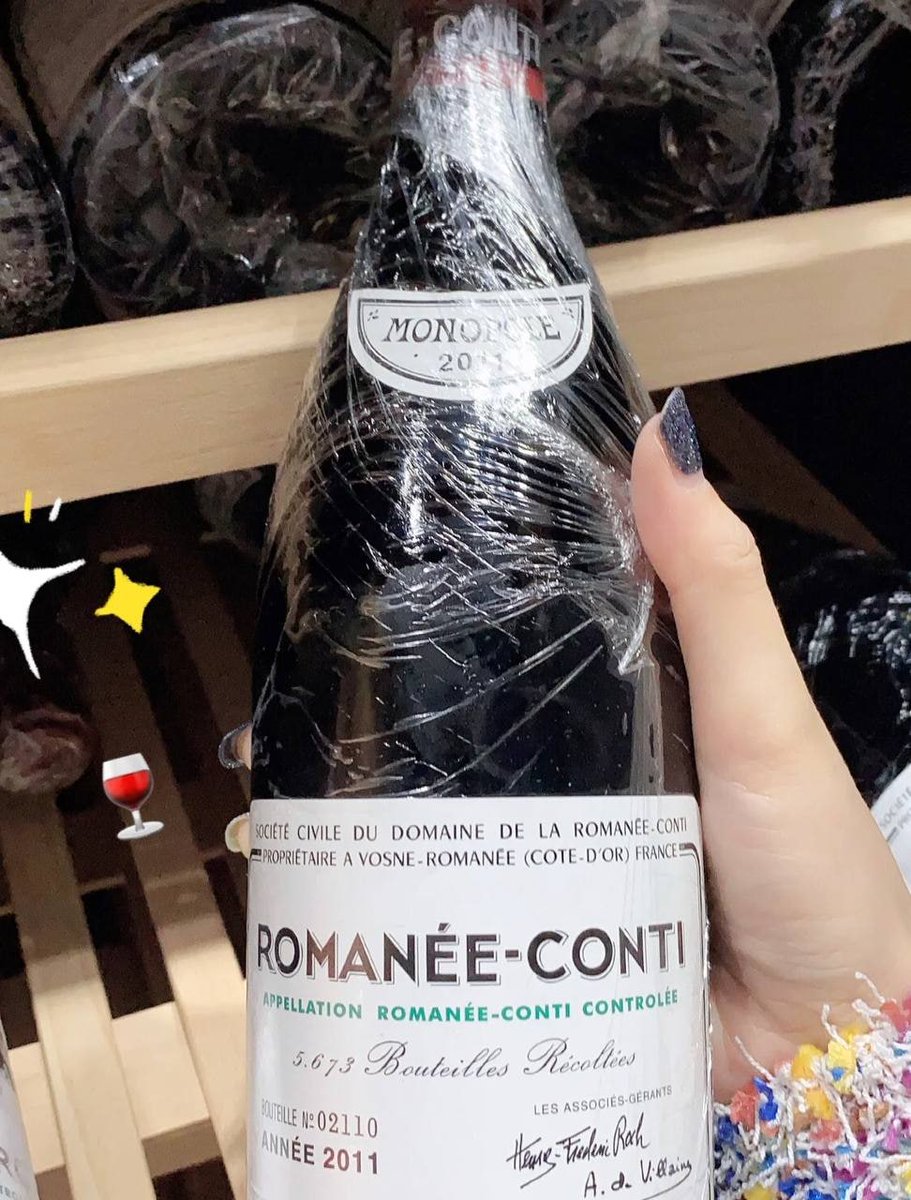 E-CONTI
MONOPOLE
2011
SOCIÉTÉ CIVILE DU DOMAINE DE LA ROMANÉE-CONTI
PROPRIÉTAIRE A VOSNE-ROMANÉE (COTE-D'OR) FRANCE
ROMANÉE-CONTI
APPELLATION ROMANÉE-CONTI CONTROLÉE
5.673 Bouteilles Récoltées
LES ASSOCIÉS-GÉRANTS
BOUTEILLE No 02110
ANNÉE 2011
Henry-Frédéric Roch
A. de Villaine